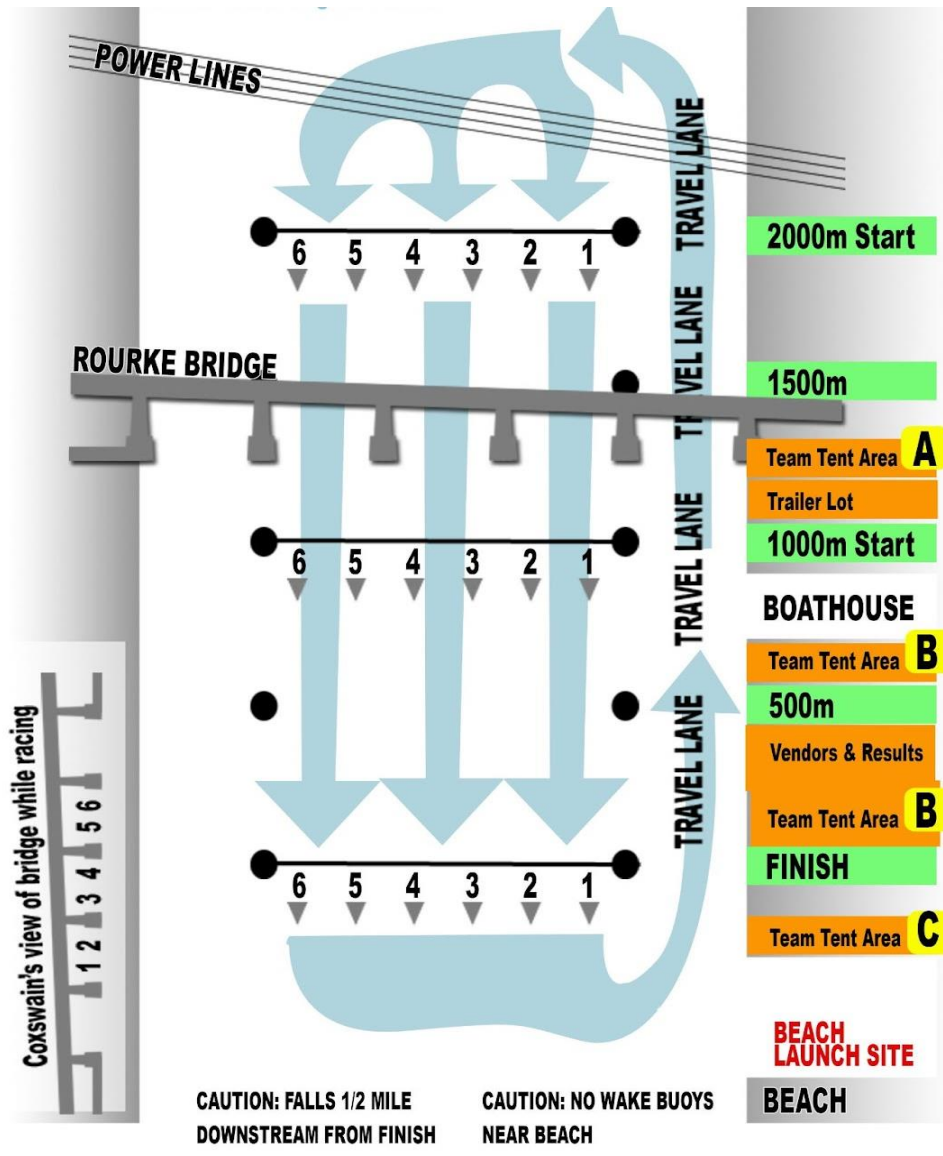 POWER LINES
TRAVEL LANE
2000m Start
6 5 4 3 2 1
TRAVEL LANE
ROURKE BRIDGE
1500m
TRAVEL LANE
Team Tent Area A
Trailer Lot
1000m Start
6 5 4 3 2 1
TRAVEL LANE
BOATHOUSE
Team Tent Area B
500m
TRAVEL LANE
Vendors & Results
Team Tent Area B
FINISH
6 5 4 3 2 1
Team Tent Area C
Coxswain's view of bridge while racing
1 2 3 4 5 6
BEACH
LAUNCH SITE
BEACH
CAUTION: FALLS 1/2 MILE
DOWNSTREAM FROM FINISH
CAUTION: NO WAKE BUOYS
NEAR BEACH